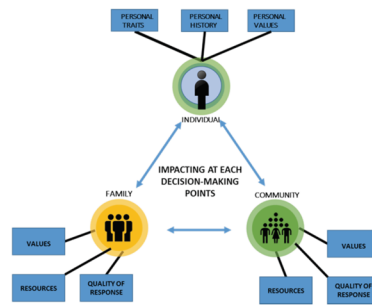 PERSONAL
TRAITS
PERSONAL
HISTORY
PERSONAL
VALUES
INDIVIDUAL
IMPACTING AT EACH
DECISION-MAKING
POINTS
FAMILY
COMMUNITY
VALUES
RESOURCES
QUALITY OF
RESPONSE
VALUES
RESOURCES
QUALITY OF
RESPONSE